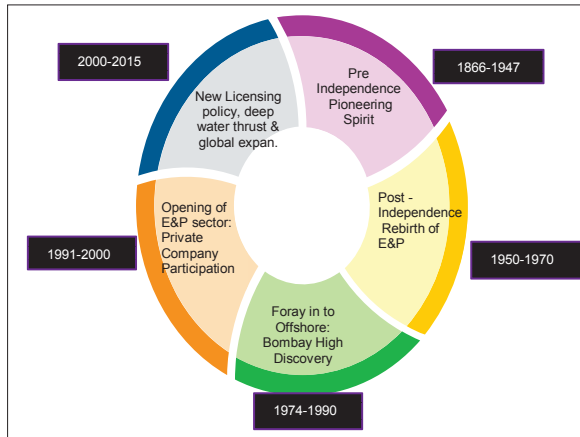 2000-2015
New Licensing
policy, deep
water thrust &
global expan.
Pre
Independence
Pioneering
Spirit
1866-1947
Opening of
E&P sector:
Private
Company
Participation
1991-2000
Post -
Independence
Rebirth of
E&P
1950-1970
Foray in to
Offshore:
Bombay High
Discovery
1974-1990